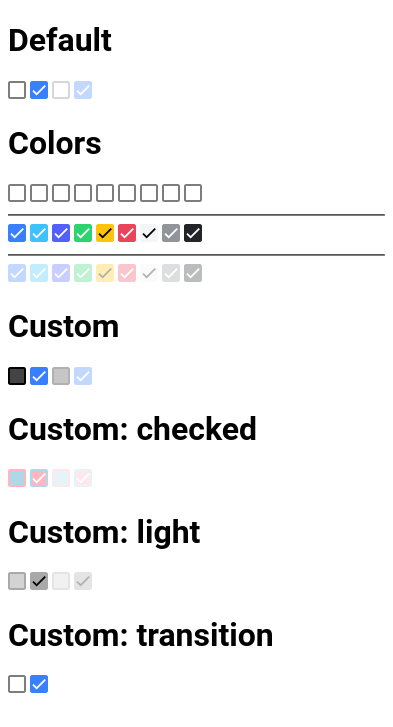 Default
Colors
Custom
Custom: checked
Custom: light
Custom: transition